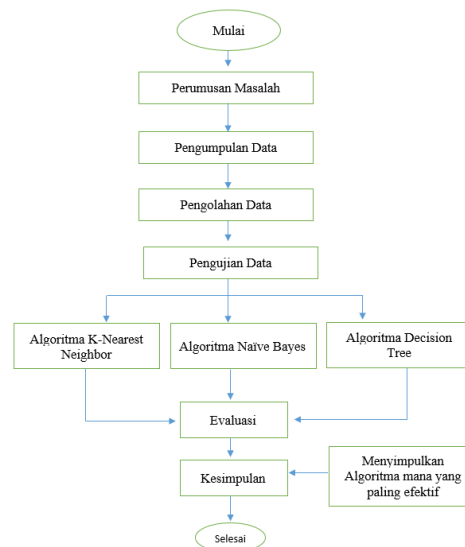 Mulai
Perumusan Masalah
Pengumpulan Data
Pengolahan Data
Pengujian Data
Algoritma K-Nearest
Neighbor
Algoritma Naïve Bayes
Algoritma Decision
Tree
Evaluasi
Kesimpulan
Menyimpulkan
Algoritma mana yang
paling efektif
Selesai